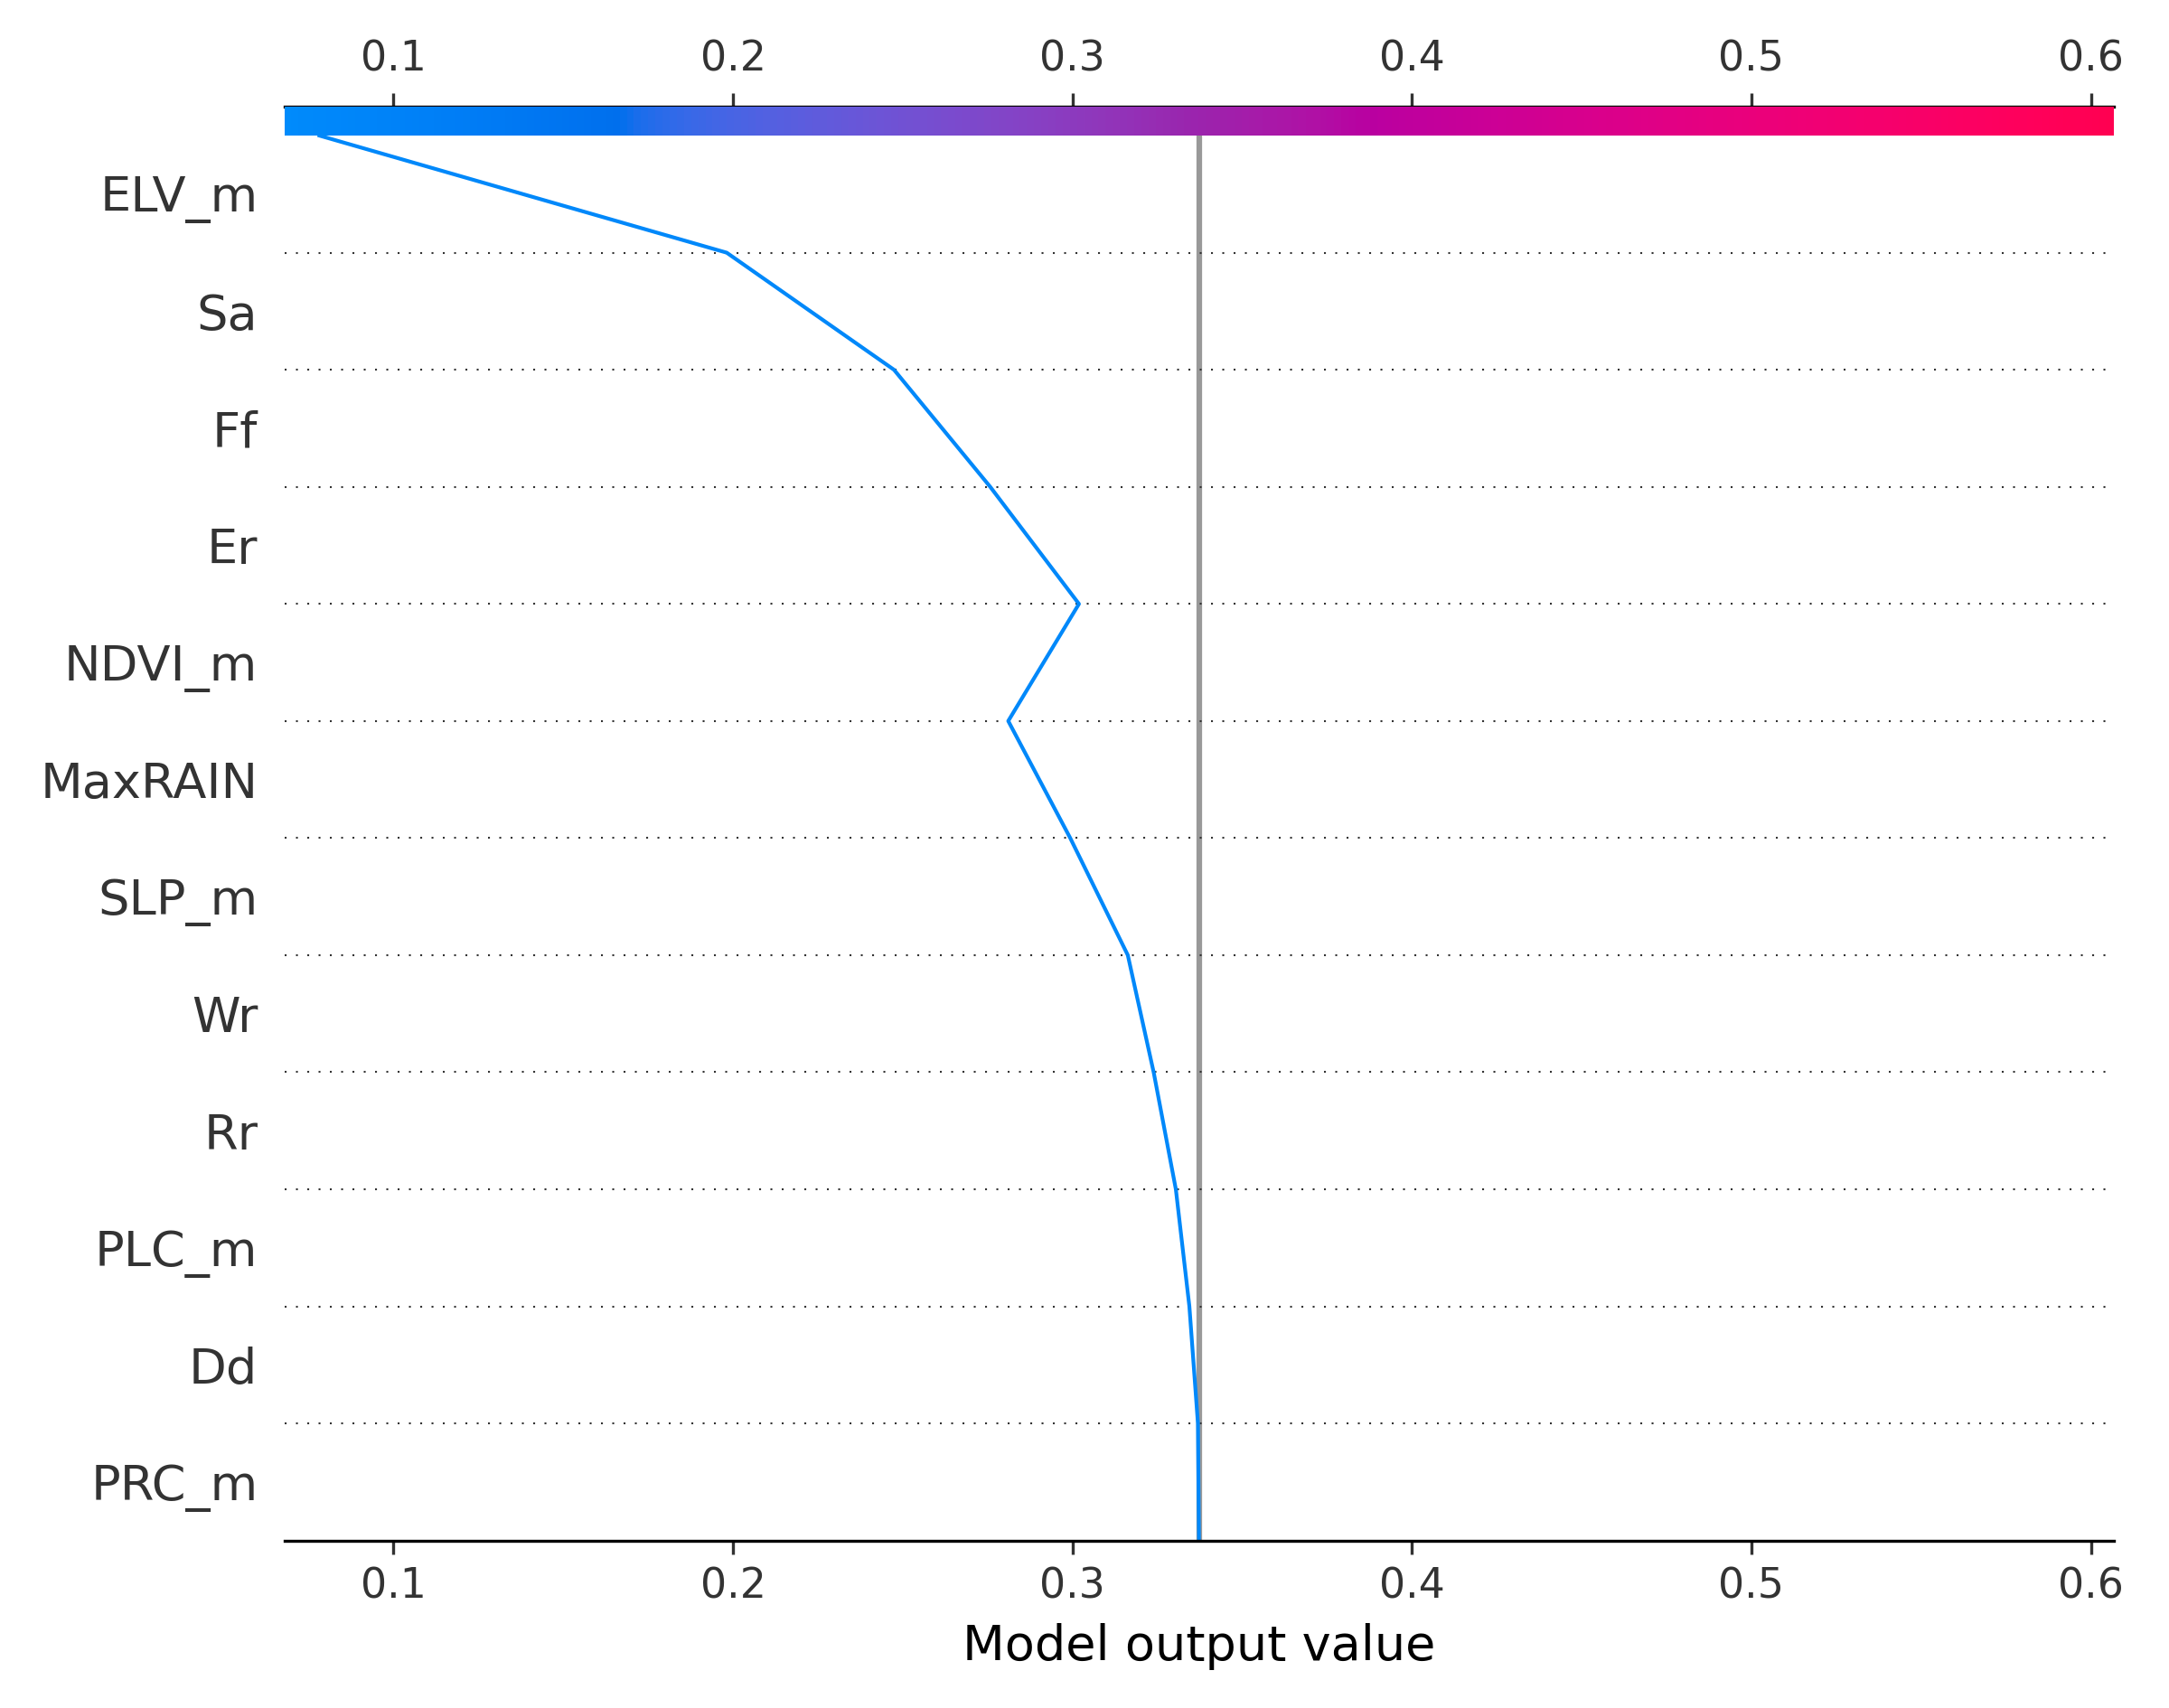 0.1 0.2 0.3 0.4 0.5 0.6
ELV_m
Sa
Ff
Er
NDVI_m
MaxRAIN
SLP_m
Wr
Rr
PLC_m
Dd
PRC_m
0.1 0.2 0.3 0.4 0.5 0.6
Model output value